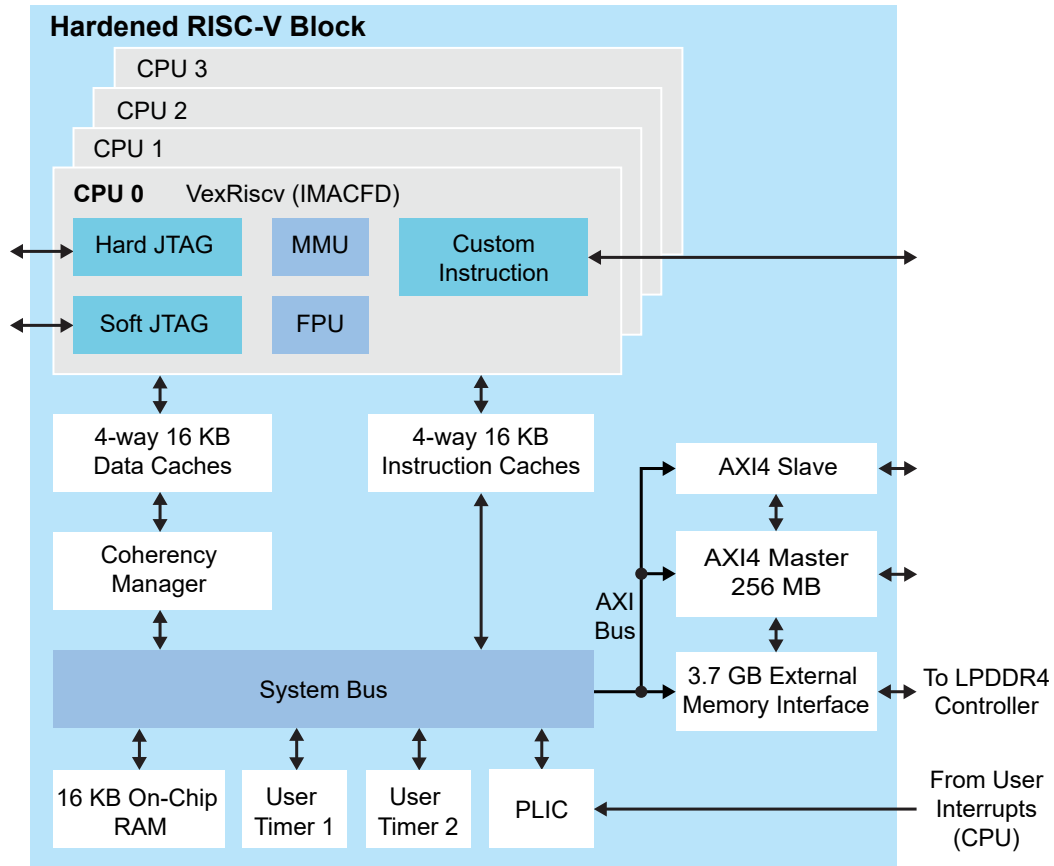 Hardened RISC-V Block
CPU 3
CPU 2
CPU 1
CPU 0 VexRiscv (IMACFD)
Hard JTAG
MMU
Custom
Instruction
Soft JTAG
FPU
4-way 16 KB
Data Caches
4-way 16 KB
Instruction Caches
AXI4 Slave
Coherency
Manager
AXI4 Master
256 MB
AXI
Bus
System Bus
3.7 GB External
Memory Interface
To LPDDR4
Controller
16 KB On-Chip
RAM
User
Timer 1
User
Timer 2
PLIC
From User
Interrupts
(CPU)